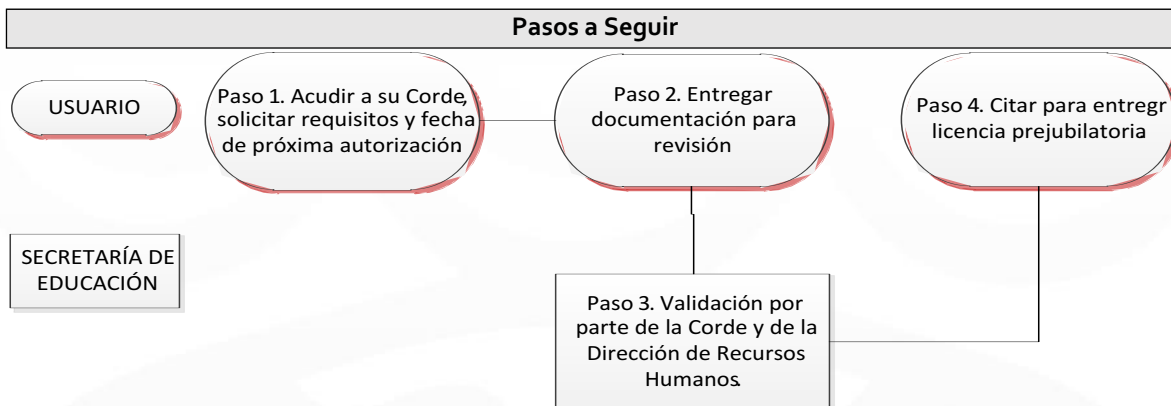 Pasos a Seguir
USUARIO
Paso 1. Acudir a su Corde,
solicitar requisitos y fecha
de próxima autorización
Paso 2. Entregar
documentación para
revisión
Paso 4. Citar para entregr
licencia prejubilatoria
SECRETARÍA DE
EDUCACIÓN
Paso 3. Validación por
parte de la Corde y de la
Dirección de Recursos
Humanos.